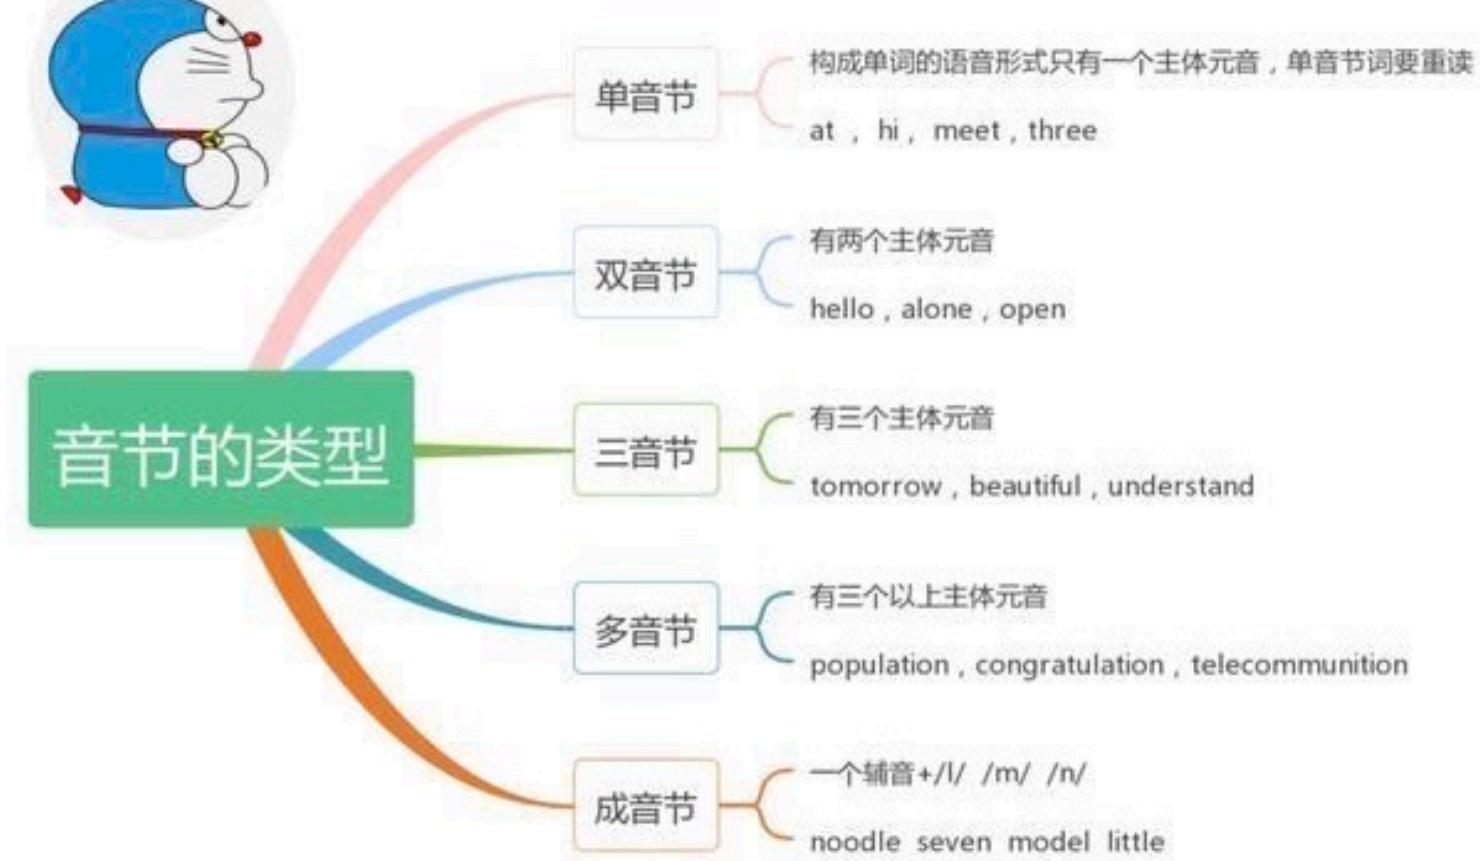 音节的类型
单音节
构成单词的语音形式只有一个主体元音，单音节词要重读
at ， hi， meet，three
双音节
有两个主体元音
hello，alone，open
三音节
有三个主体元音
tomorrow，beautiful，understand
多音节
有三个以上主体元音
population，congratulation，telecommunition
成音节
一个辅音+/l/ /m/ /n/
noodle seven model little